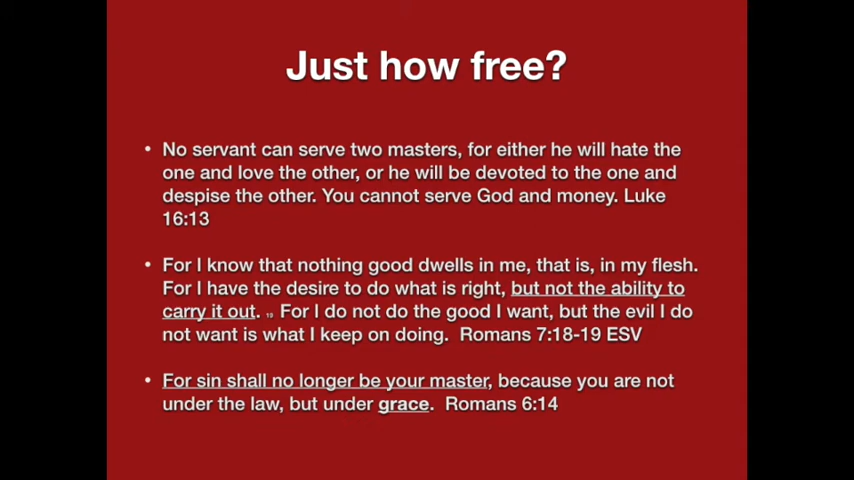 Just how free?
• No servant can serve two masters, for either he will hate the
one and love the other, or he will be devoted to the one and
despise the other. You cannot serve God and money. Luke
16:13
• For I know that nothing good dwells in me, that is, in my flesh.
For I have the desire to do what is right, but not the ability to
carry it out. 19 For I do not do the good I want, but the evil I do
not want is what I keep on doing. Romans 7:18-19 ESV
• For sin shall no longer be your master, because you are not
under the law, but under grace. Romans 6:14